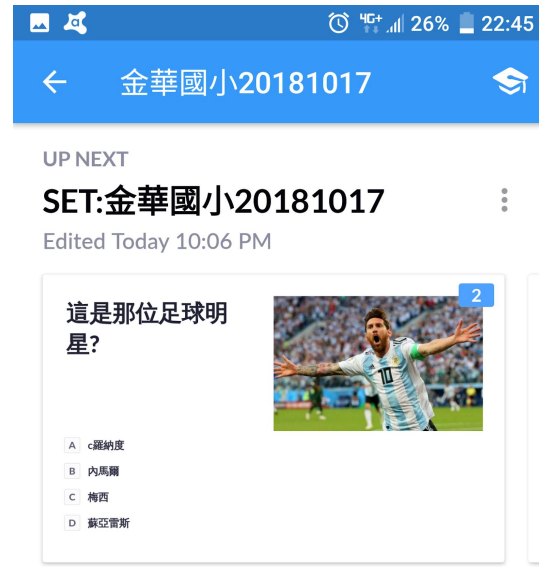 4G+ 26% 22:45
金華國小20181017
UP NEXT
SET:金華國小20181017
Edited Today 10:06 PM
2
這是那位足球明
星?
10
A c羅納度
B 內馬爾
C 梅西
D 蘇亞雷斯